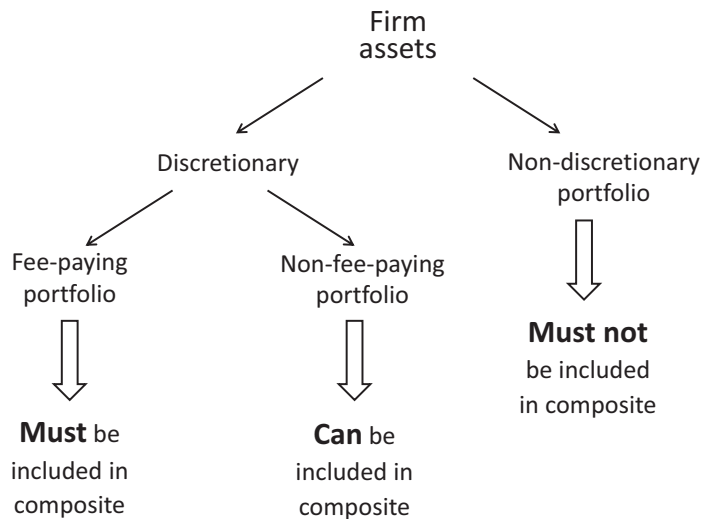 Firm
assets
Discretionary
Non-discretionary
portfolio
Fee-paying
portfolio
Non-fee-paying
portfolio
Must not
be included
in composite
Must be
included in
composite
Can be
included in
composite